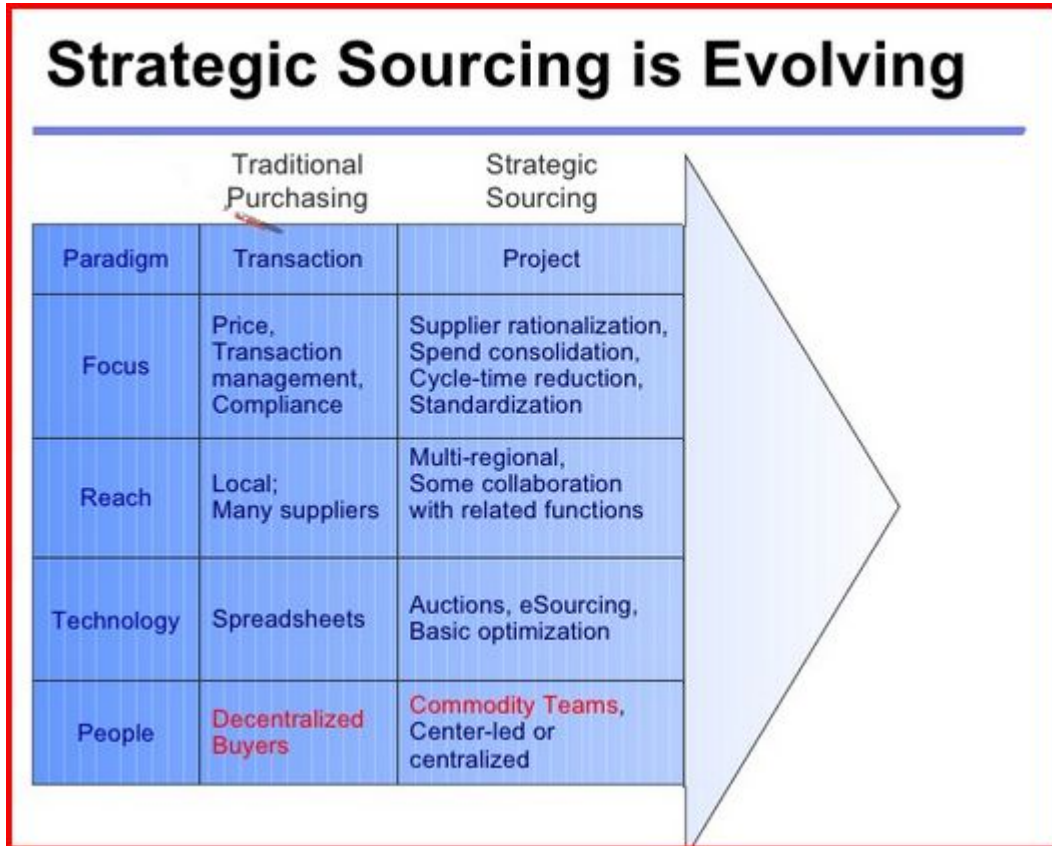 Strategic Sourcing is Evolving
Traditional
Purchasing
Strategic
Sourcing
Paradigm
Transaction
Project
Focus
Price,
Transaction
management,
Compliance
Supplier rationalization,
Spend consolidation,
Cycle-time reduction,
Standardization
Reach
Local;
Many suppliers
Multi-regional,
Some collaboration
with related functions
Technology
Spreadsheets
Auctions, eSourcing,
Basic optimization
People
Decentralized
Buyers
Commodity Teams,
Center-led or
centralized